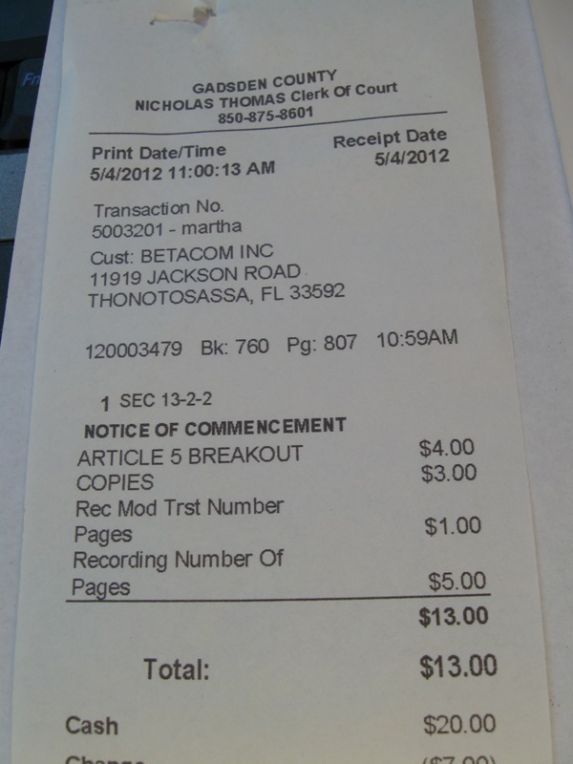 Fn
GADSDEN COUNTY
NICHOLAS THOMAS Clerk Of Court
850-875-8601
Print Date/Time Receipt Date
5/4/2012 11:00:13 AM 5/4/2012
Transaction No.
5003201 - martha
Cust: BETACOM INC
11919 JACKSON ROAD
THONOTOSASSA, FL 33592
120003479 Bk: 760 Pg: 807 10:59AM
1 SEC 13-2-2
NOTICE OF COMMENCEMENT
ARTICLE 5 BREAKOUT $4.00
COPIES $3.00
Rec Mod Trst Number
Pages $1.00
Recording Number Of
Pages $5.00
$13.00
Total: $13.00
Cash $20.00
Change ($7.00)